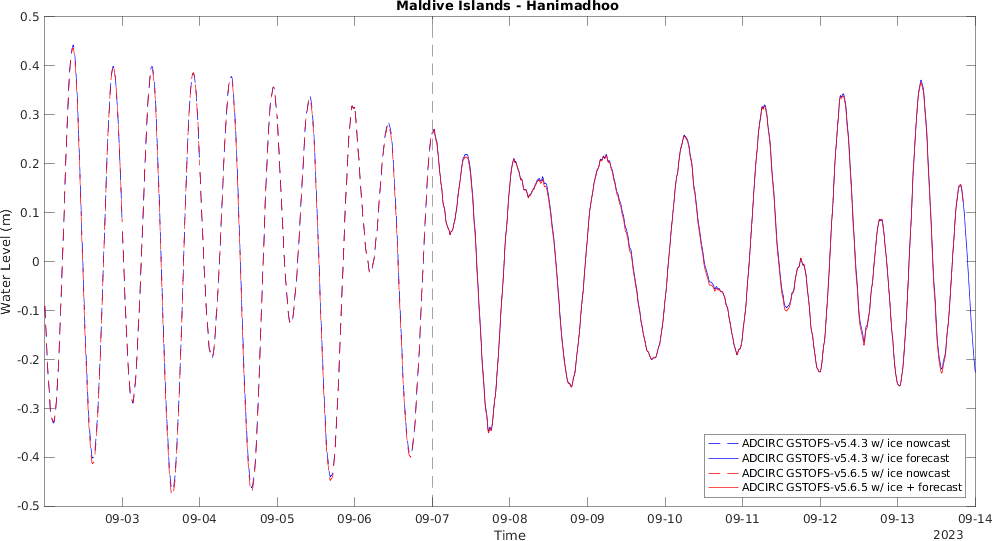 Maldive Islands - Hanimadhoo
Water Level (m)
0.5
0.4
0.3
0.2
0.1
0
-0.1
-0.2
-0.3
-0.4
-0.5
09-03 09-04 09-05 09-06 09-07 09-08 09-09 09-10 09-11 09-12 09-13 09-14
Time
2023
ADCIRC GSTOFS-v5.4.3 w/ ice nowcast
ADCIRC GSTOFS-v5.4.3 w/ ice forecast
ADCIRC GSTOFS-v5.6.5 w/ ice nowcast
ADCIRC GSTOFS-v5.6.5 w/ ice + forecast